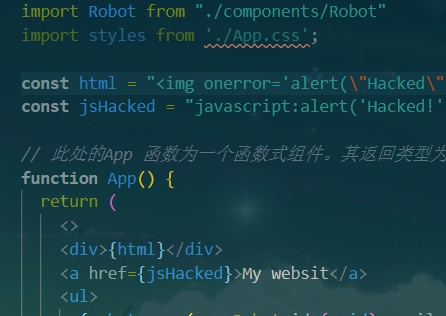 import Robot from "./components/Robot"
import styles from './App.css';
const html = "<img onerror='alert(\"Hacked\"
const jsHacked = "javascript:alert('Hacked!'
// 此处的App 函数为一个函数式组件。其返回类型为
function App() {
return (
<>
<div>{html}</div>
<a href={jsHacked}>My websit</a>
<ul>